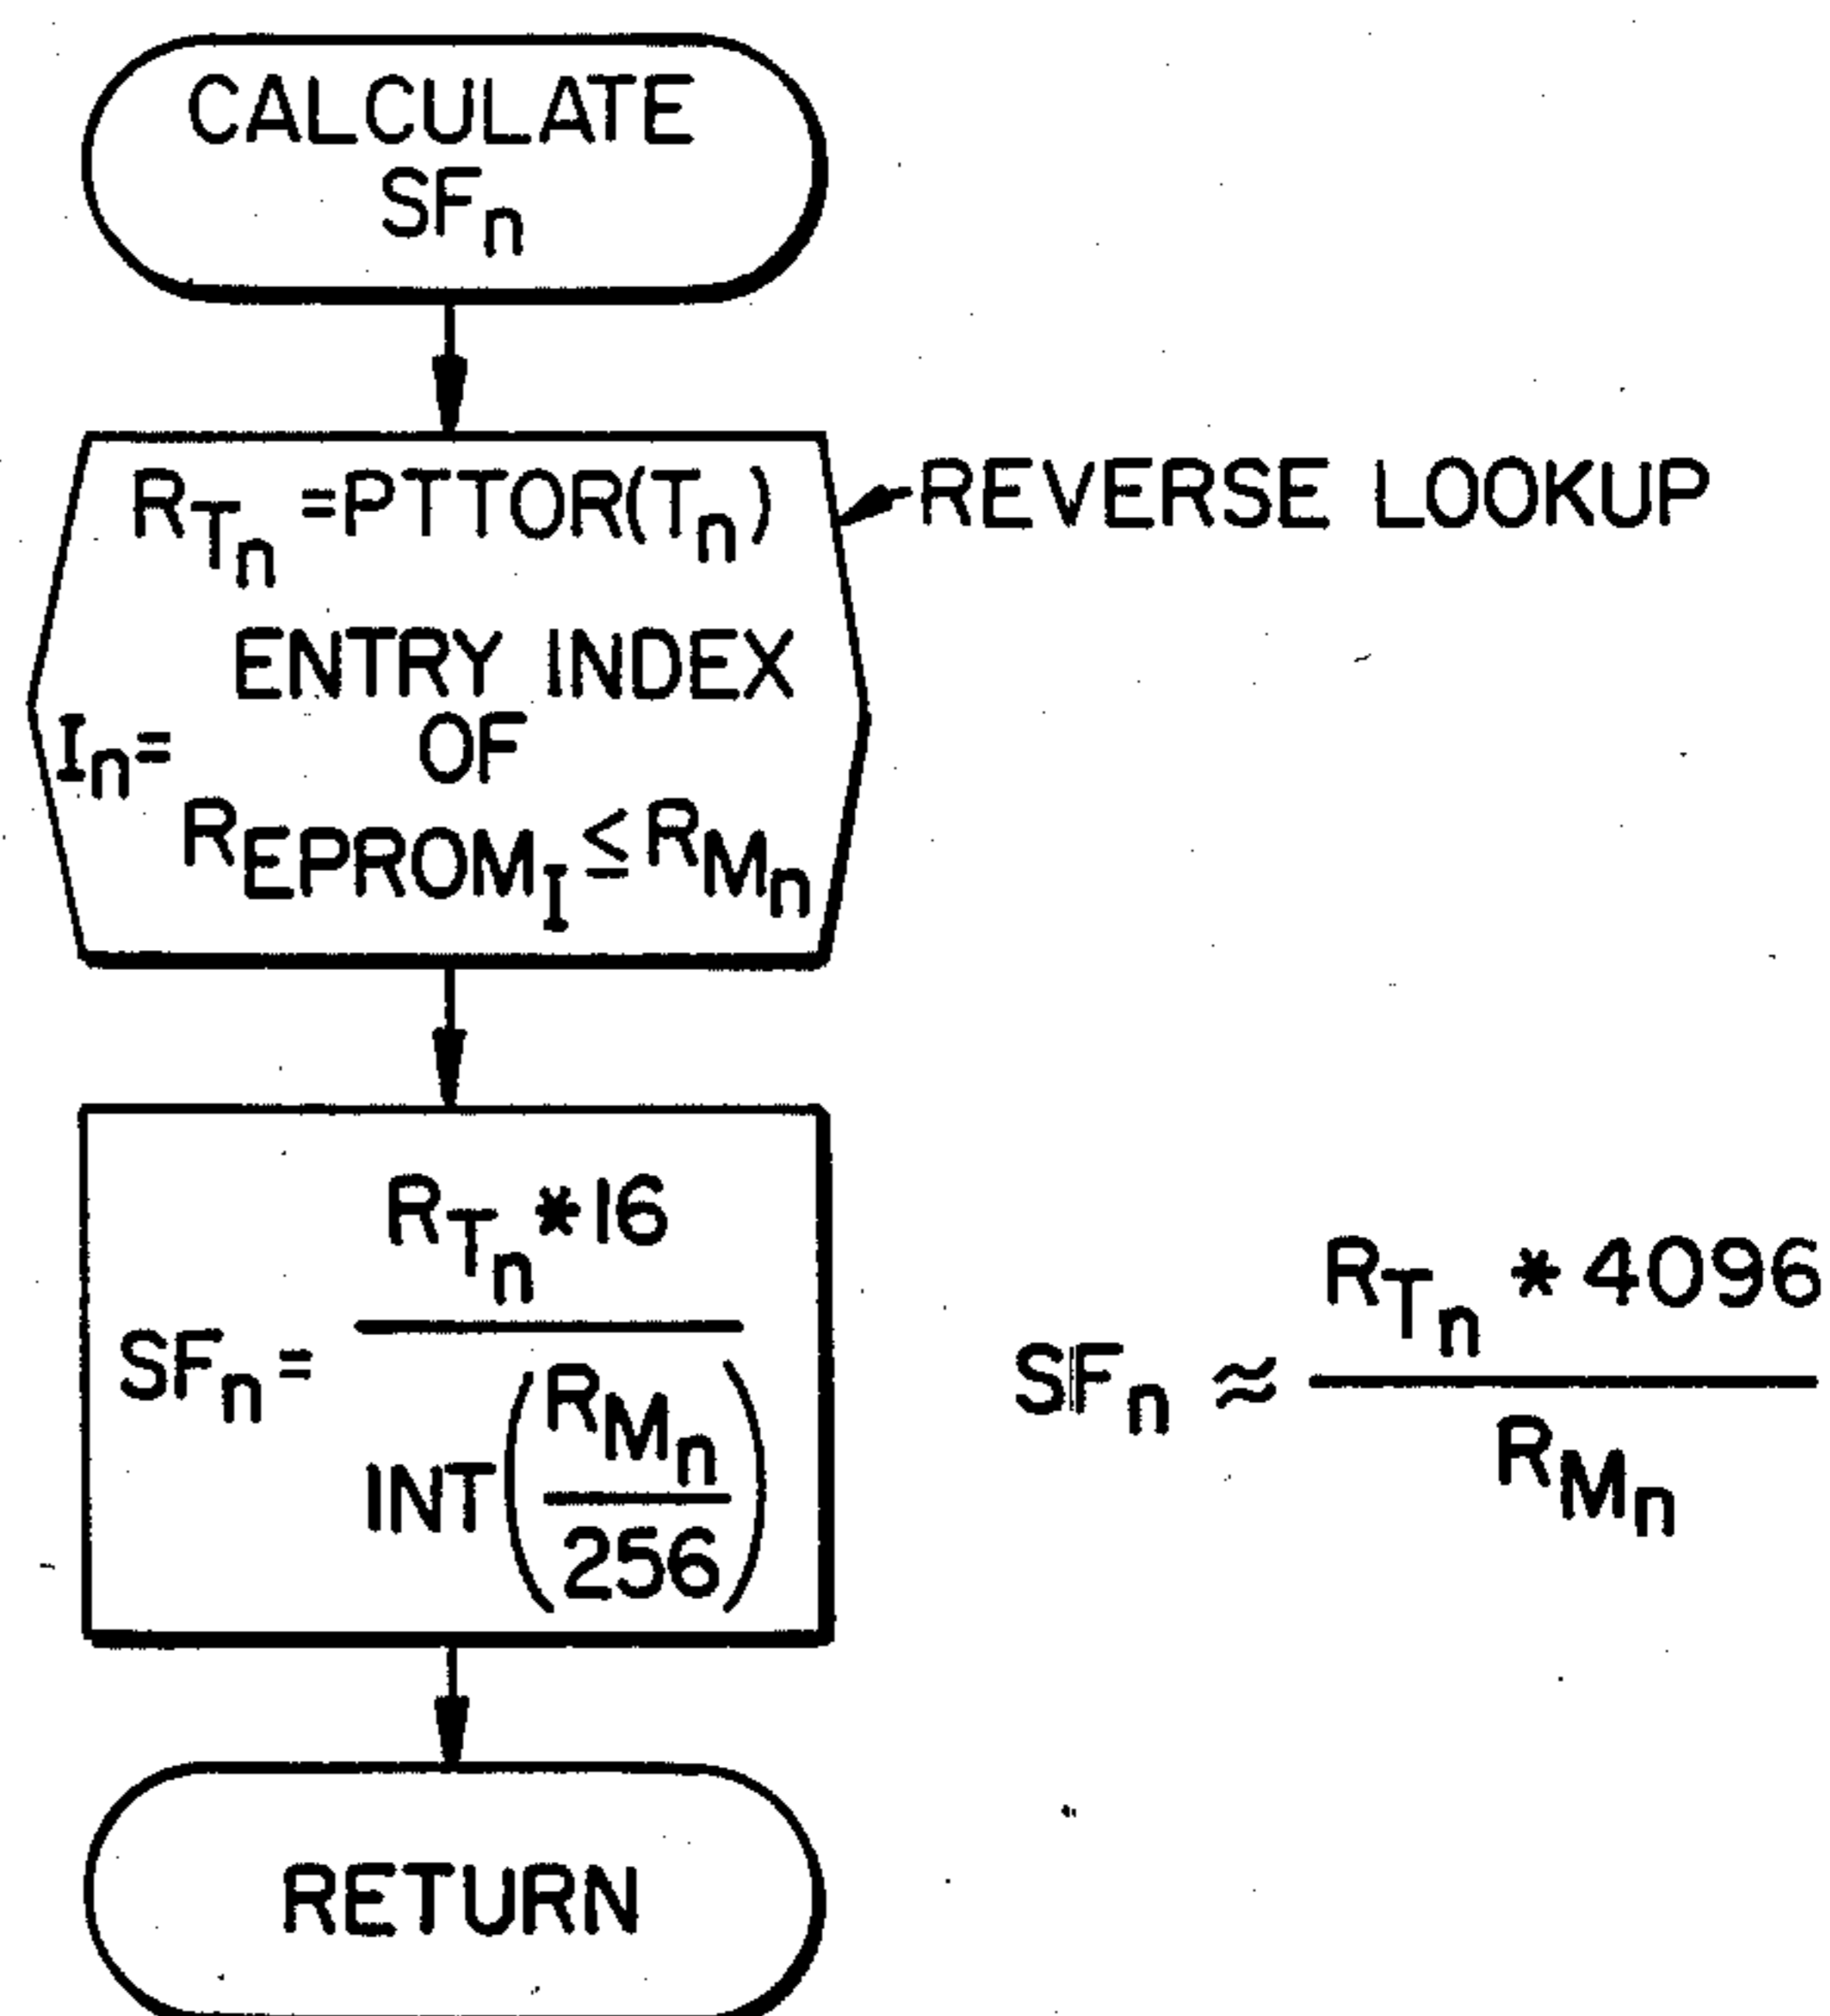 CALCULATE
SFn
RTn =PTTOR(Tn)
REVERSE LOOKUP
ENTRY INDEX
In= OF
REPROMI ≤ RMn
RTn *16
SFn=
INT(RMn
256)
RTn * 4096
SFn ≈
RMn
RETURN